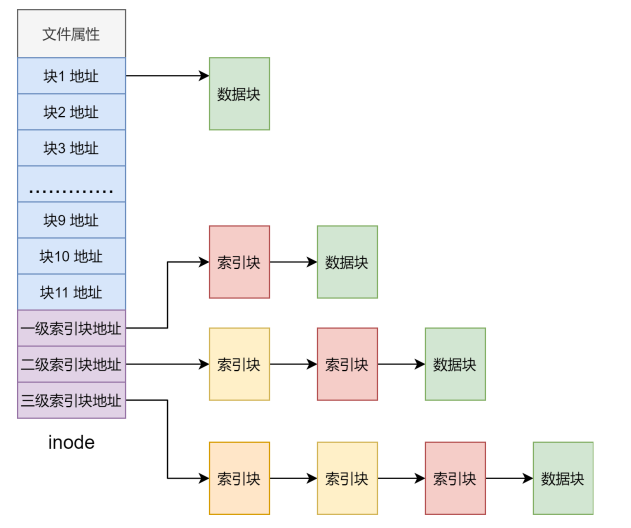 文件属性
块1 地址
数据块
块2 地址
块3 地址
.............
块9 地址
块10 地址
索引块
数据块
块11 地址
一级索引块地址
二级索引块地址
索引块
索引块
数据块
三级索引块地址
inode
索引块
索引块
索引块
数据块